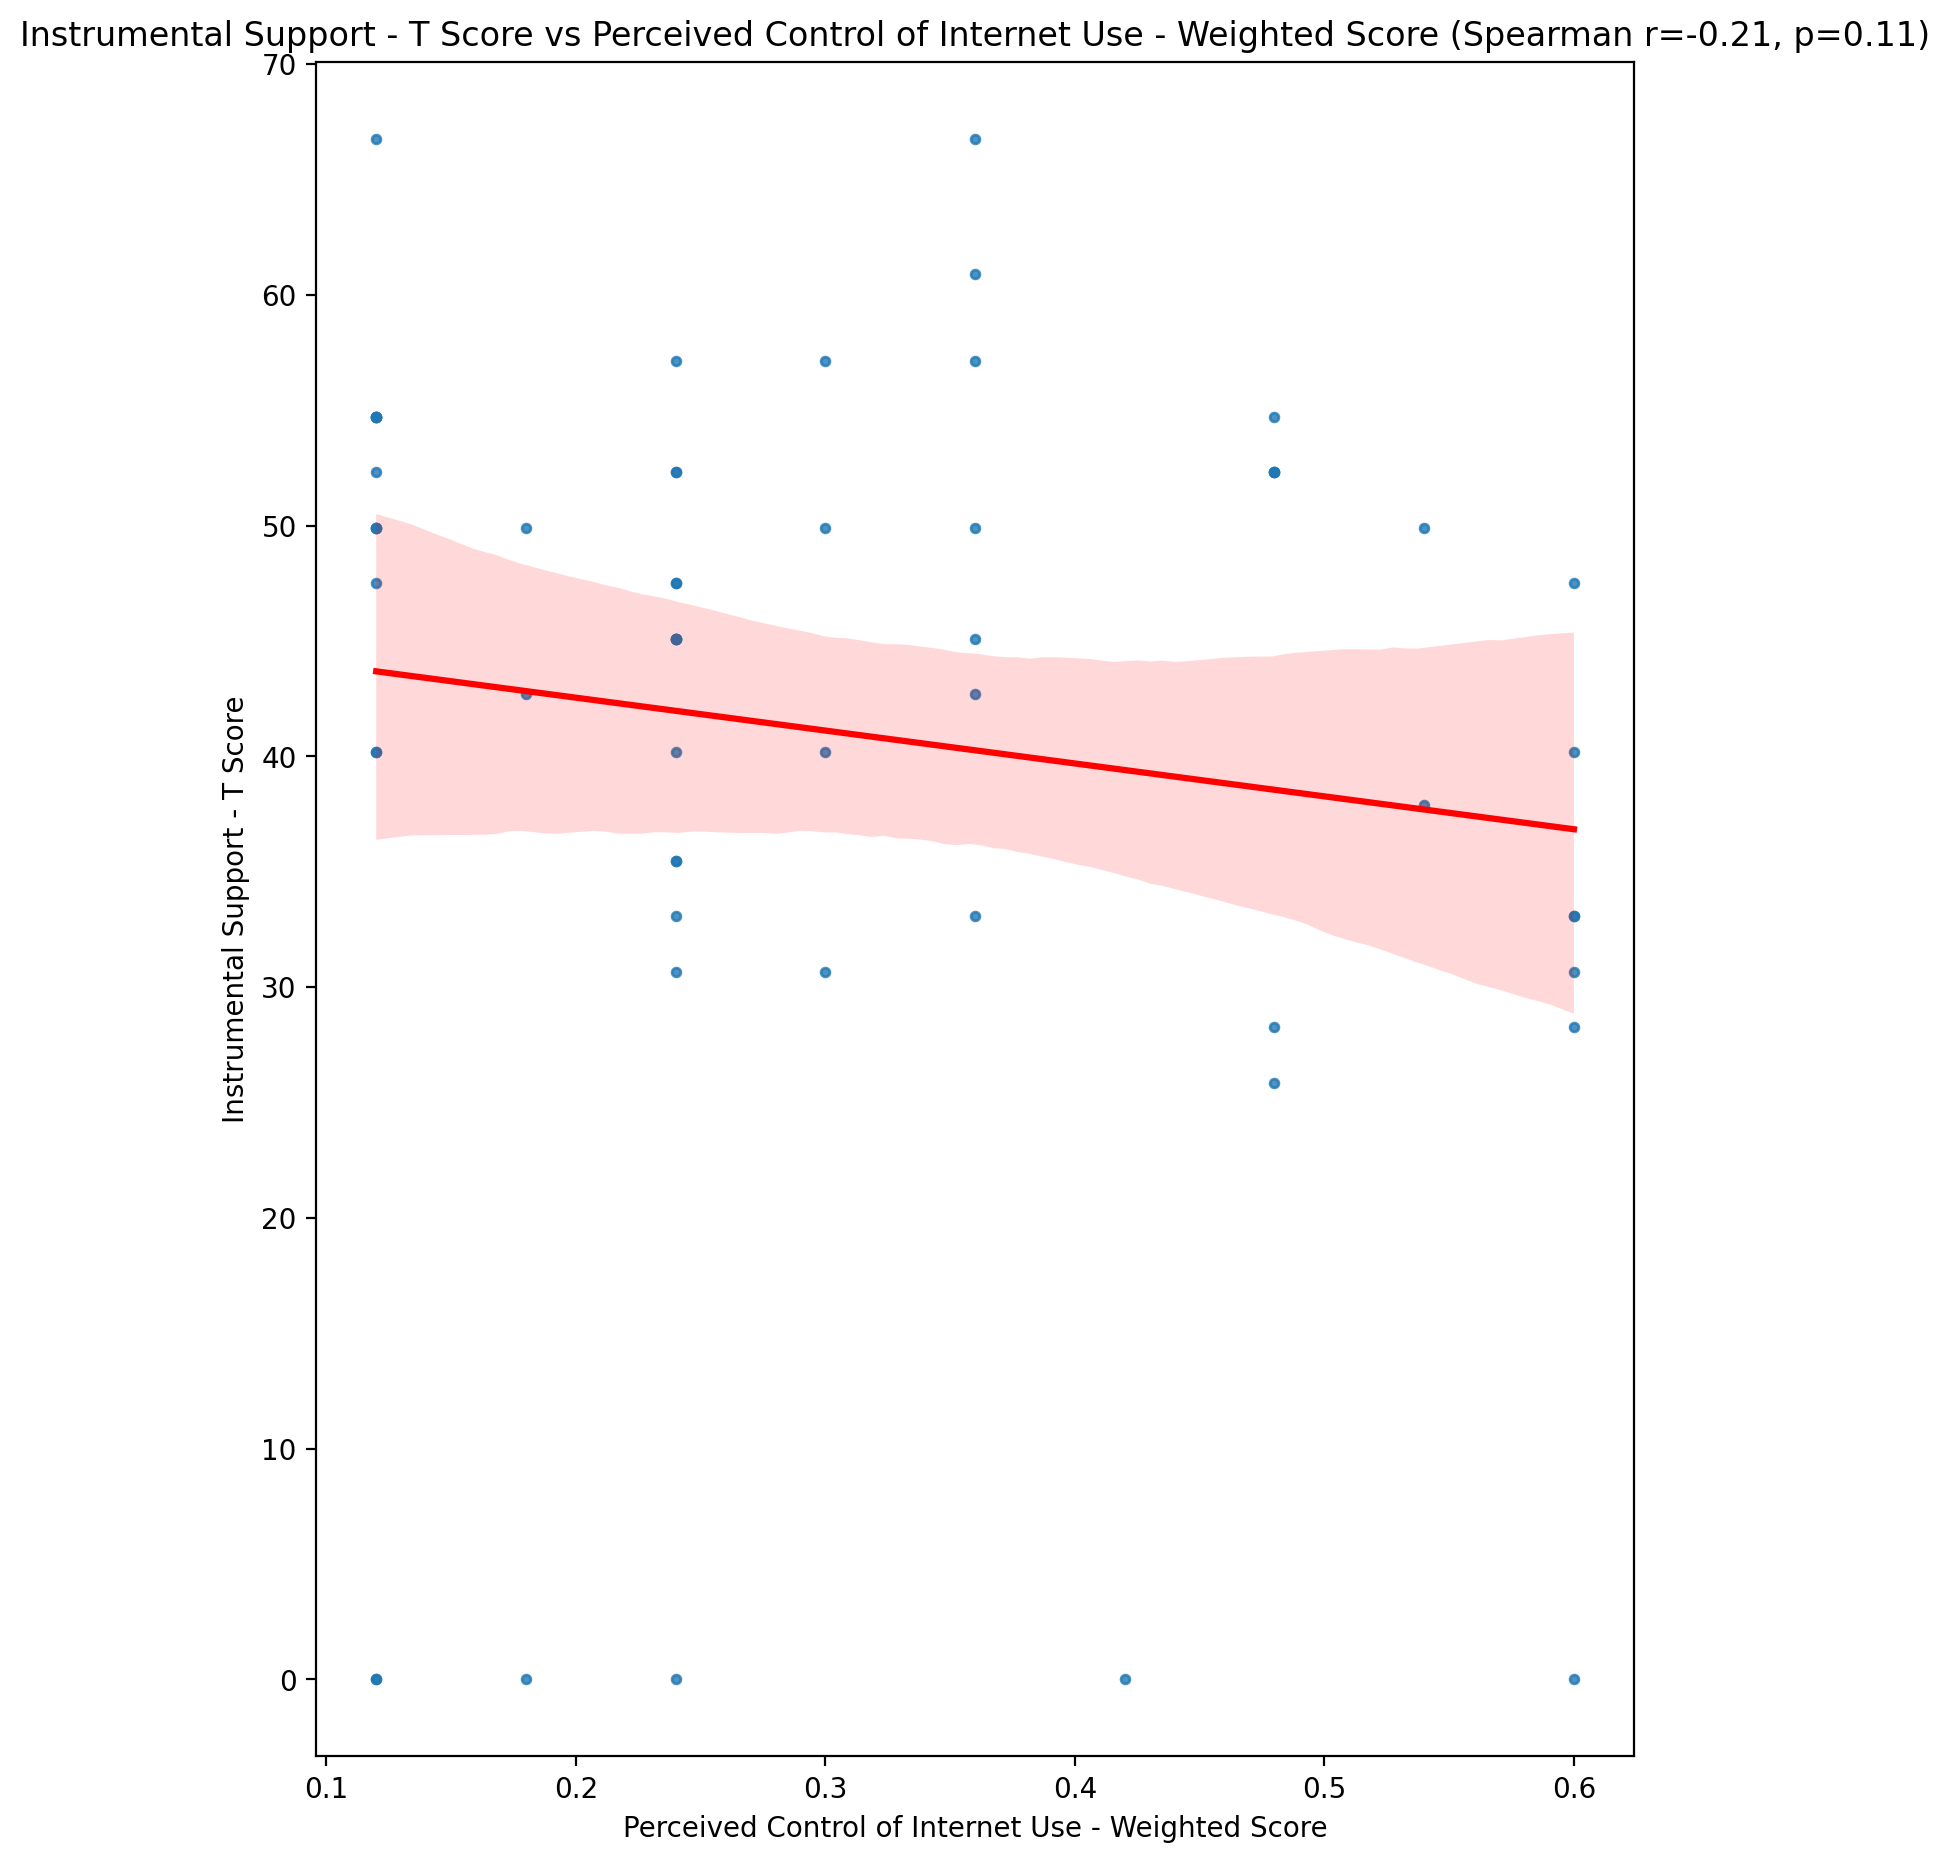 Instrumental Support - T Score vs Perceived Control of Internet Use - Weighted Score (Spearman r=-0.21, p=0.11)
70
60
50
40
30
20
10
0
Instrumental Support - T Score
0.1 0.2 0.3 0.4 0.5 0.6
Perceived Control of Internet Use - Weighted Score